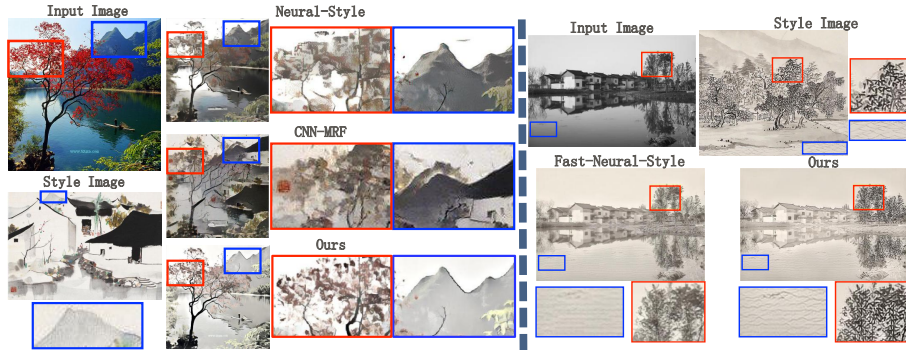 Input Image
Neural-Style
CNN-MRF
Style Image
Ours
Input Image
Style Image
Fast-Neural-Style
Ours